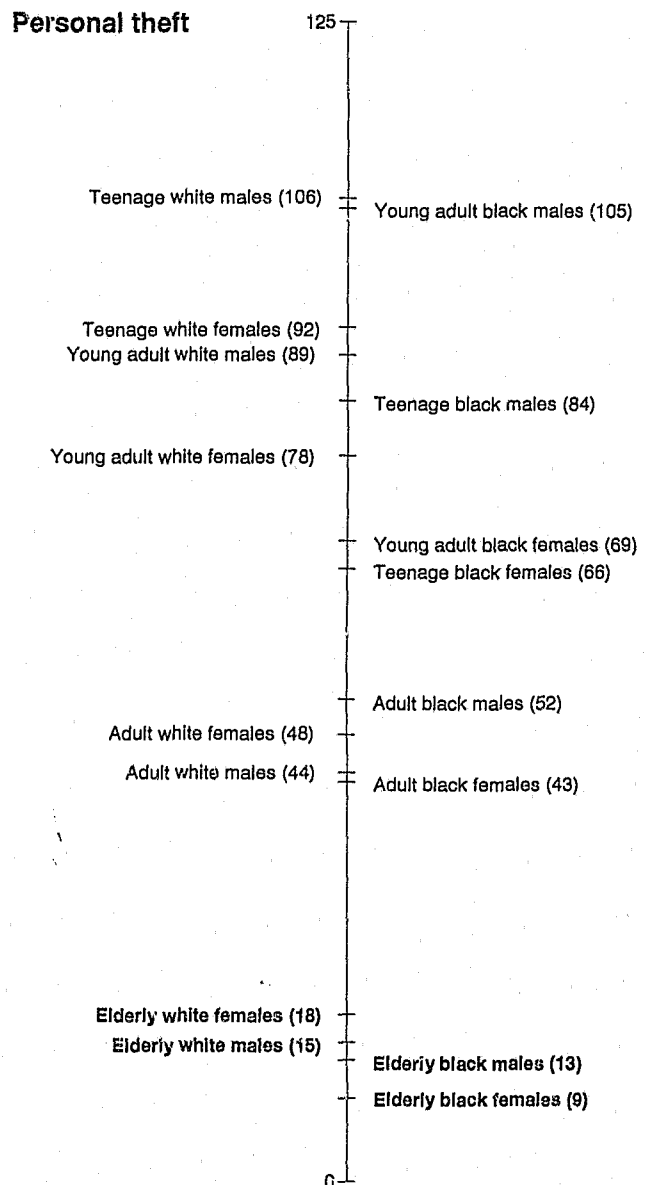 Personal theft
125
Teenage white males (106)
Young adult black males (105)
Teenage white females (92)
Young adult white males (89)
Teenage black males (84)
Young adult white females (78)
Young adult black females (69)
Teenage black females (66)
Adult black males (52)
Adult white females (48)
Adult white males (44)
Adult black females (43)
Elderly white females (18)
Elderly white males (15)
Elderly black males (13)
Elderly black females (9)
0